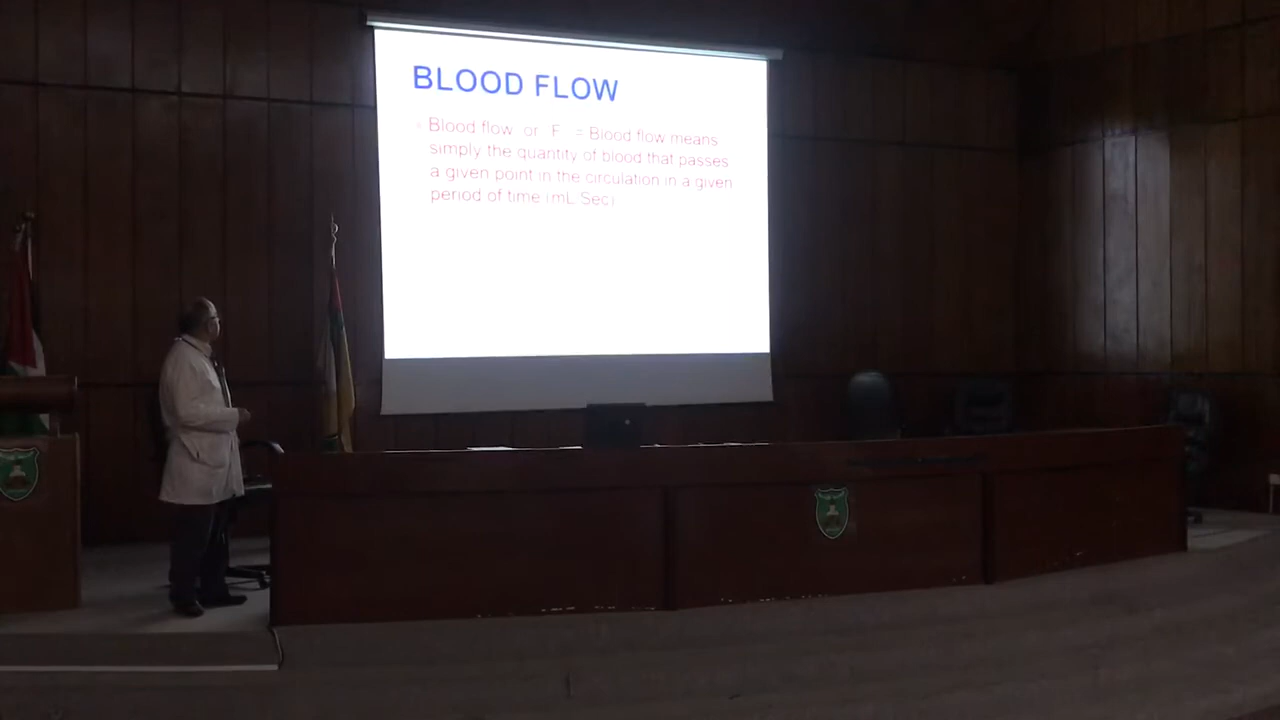 BLOOD FLOW
Blood flow or F = Blood flow means
simply the quantity of blood that passes
a given point in the circulation in a given
period of time (mL Sec)